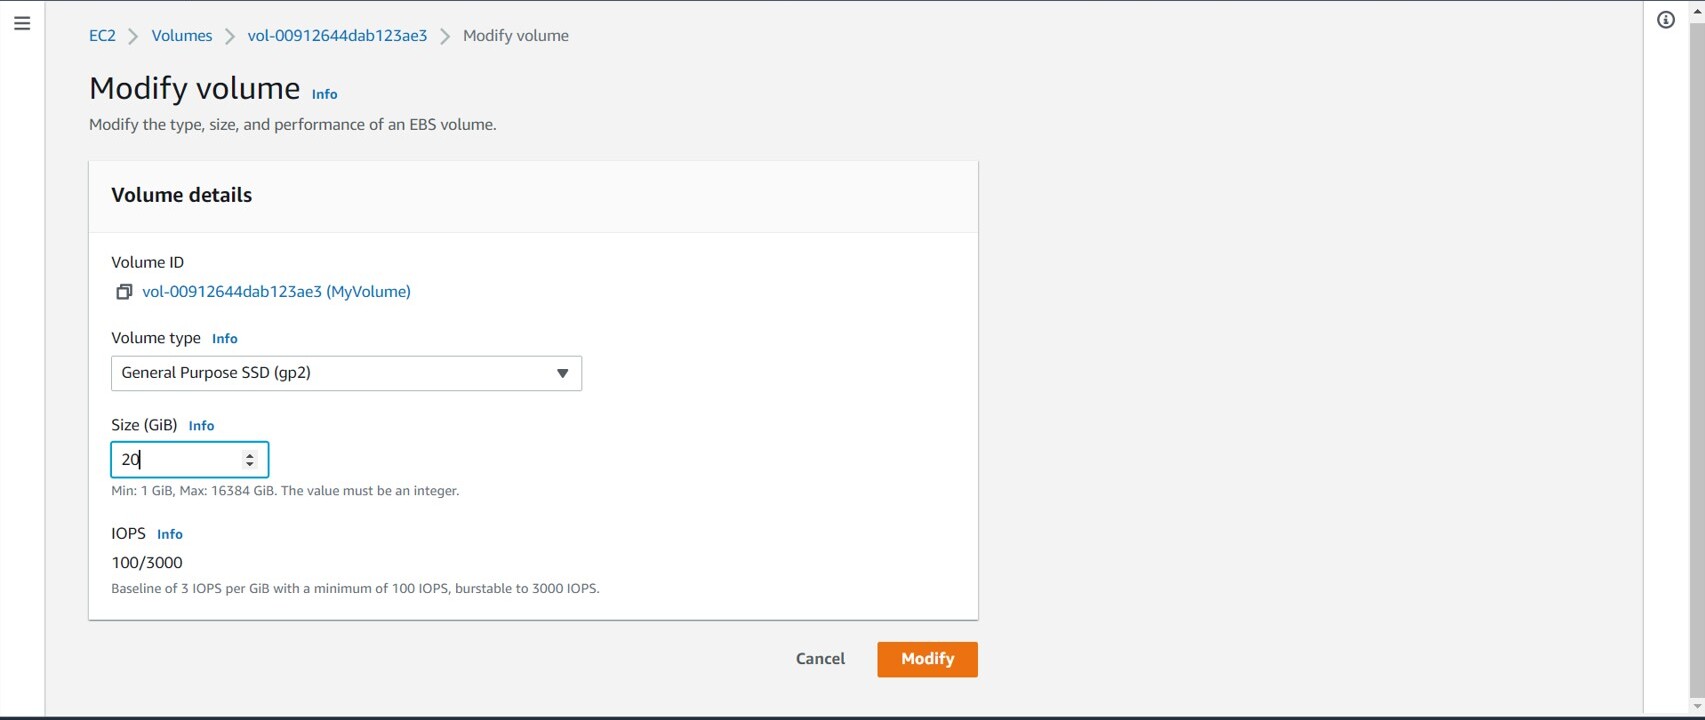 EC2 > Volumes > vol-00912644dab123ae3 > Modify volume
Modify volume Info
Modify the type, size, and performance of an EBS volume.
Volume details
Volume ID
vol-00912644dab123ae3 (MyVolume)
Volume type Info
General Purpose SSD (gp2)
Size (GiB) Info
20
Min: 1 GiB, Max: 16384 GiB. The value must be an integer.
IOPS Info
100/3000
Baseline of 3 IOPS per GiB with a minimum of 100 IOPS, burstable to 3000 IOPS.
Cancel Modify